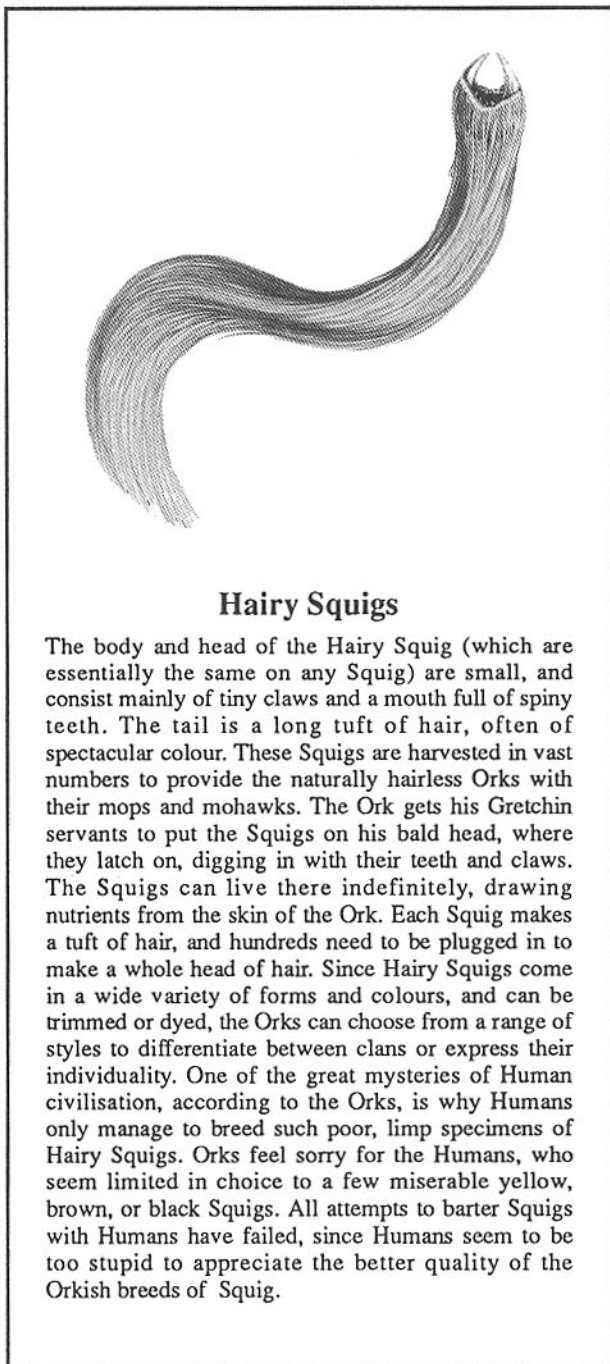 Hairy Squigs
The body and head of the Hairy Squig (which are
essentially the same on any Squig) are small, and
consist mainly of tiny claws and a mouth full of spiny
teeth. The tail is a long tuft of hair, often of
spectacular colour. These Squigs are harvested in vast
numbers to provide the naturally hairless Orks with
their mops and mohawks. The Ork gets his Gretchin
servants to put the Squigs on his bald head, where
they latch on, digging in with their teeth and claws.
The Squigs can live there indefinitely, drawing
nutrients from the skin of the Ork. Each Squig makes
a tuft of hair, and hundreds need to be plugged in to
make a whole head of hair. Since Hairy Squigs come
in a wide variety of forms and colours, and can be
trimmed or dyed, the Orks can choose from a range of
styles to differentiate between clans or express their
individuality. One of the great mysteries of Human
civilisation, according to the Orks, is why Humans
only manage to breed such poor, limp specimens of
Hairy Squigs. Orks feel sorry for the Humans, who
seem limited in choice to a few miserable yellow,
brown, or black Squigs. All attempts to barter Squigs
with Humans have failed, since Humans seem to be
too stupid to appreciate the better quality of the
Orkish breeds of Squig.